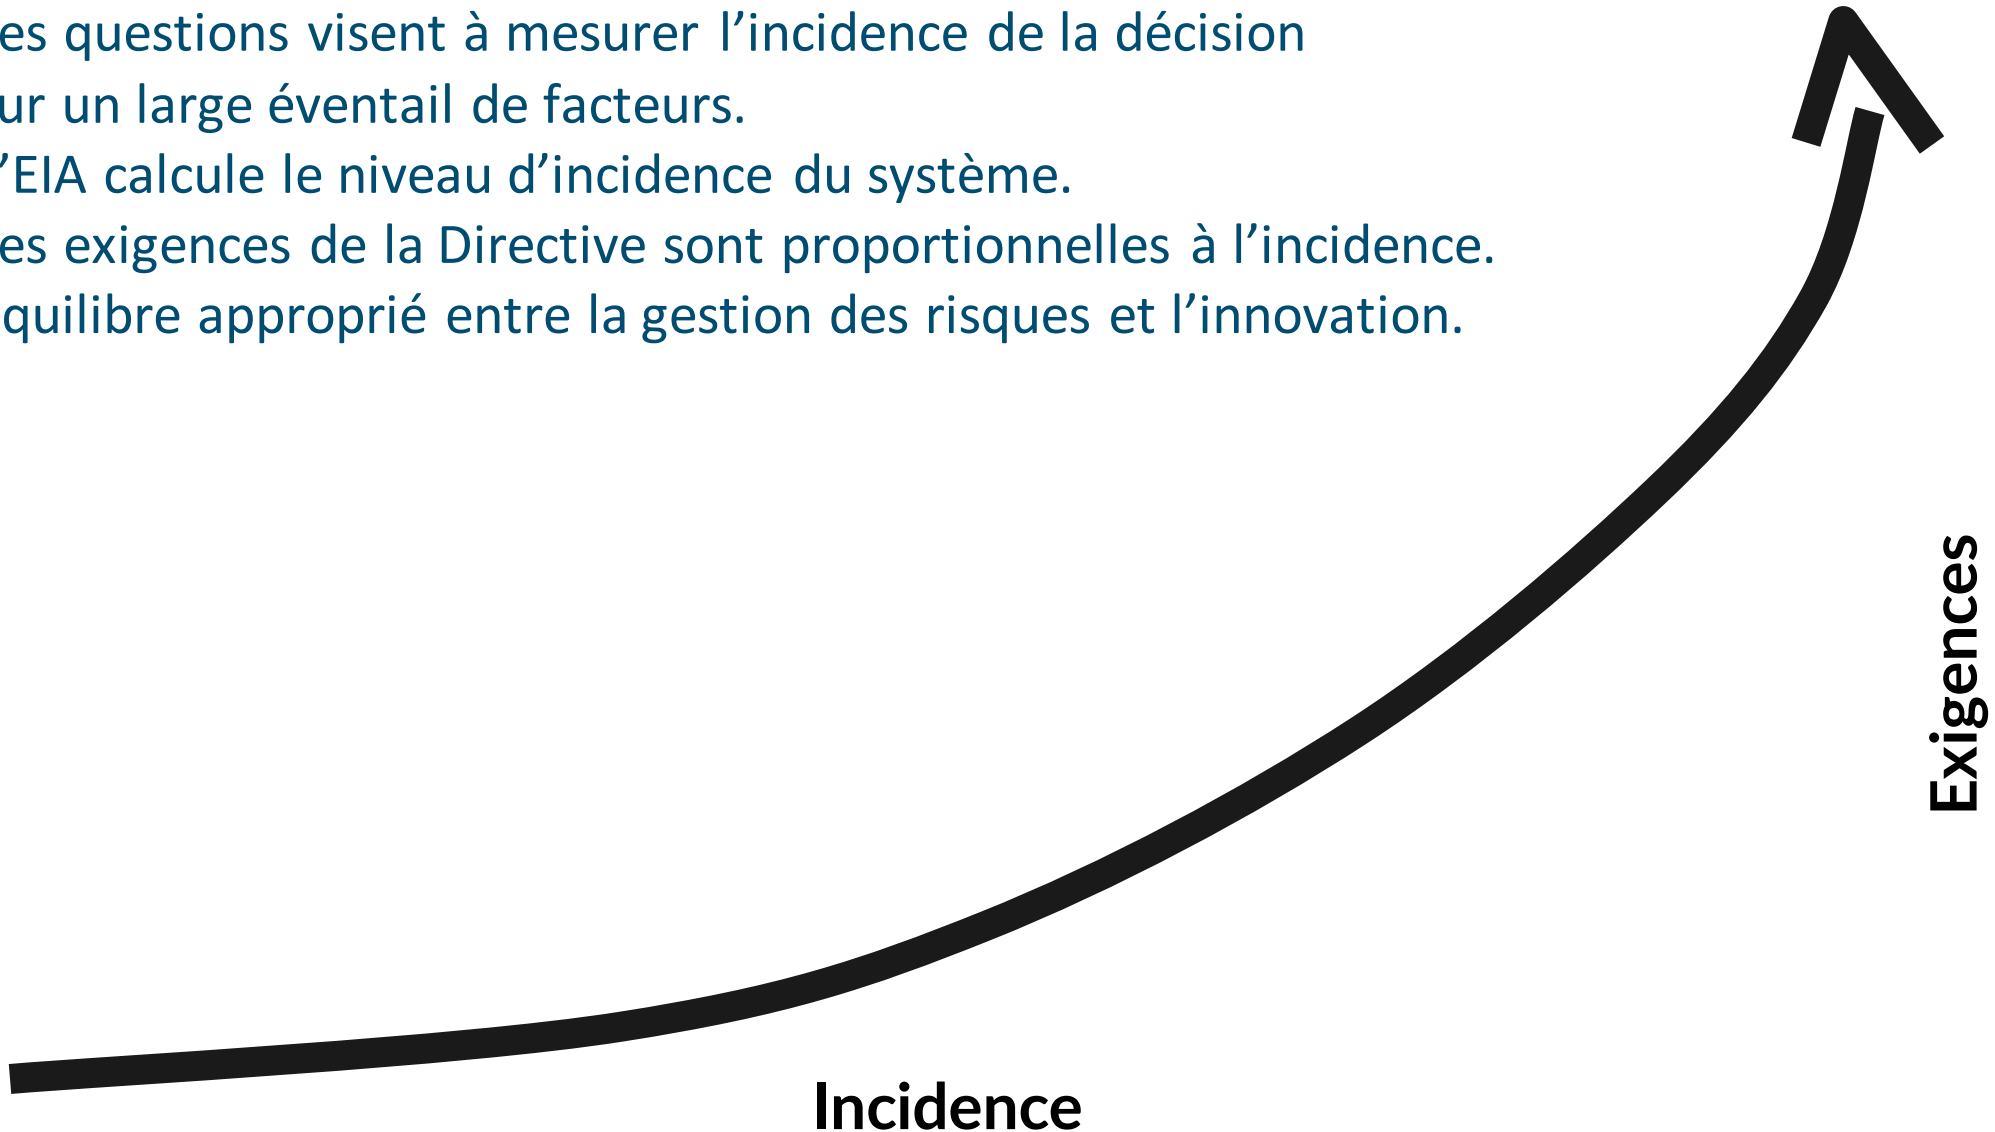 es questions visent à mesurer l’incidence de la décision
ur un large éventail de facteurs.
’EIA calcule le niveau d’incidence du système.
es exigences de la Directive sont proportionnelles à l’incidence.
quilibre approprié entre la gestion des risques et l’innovation.
Exigences
Incidence